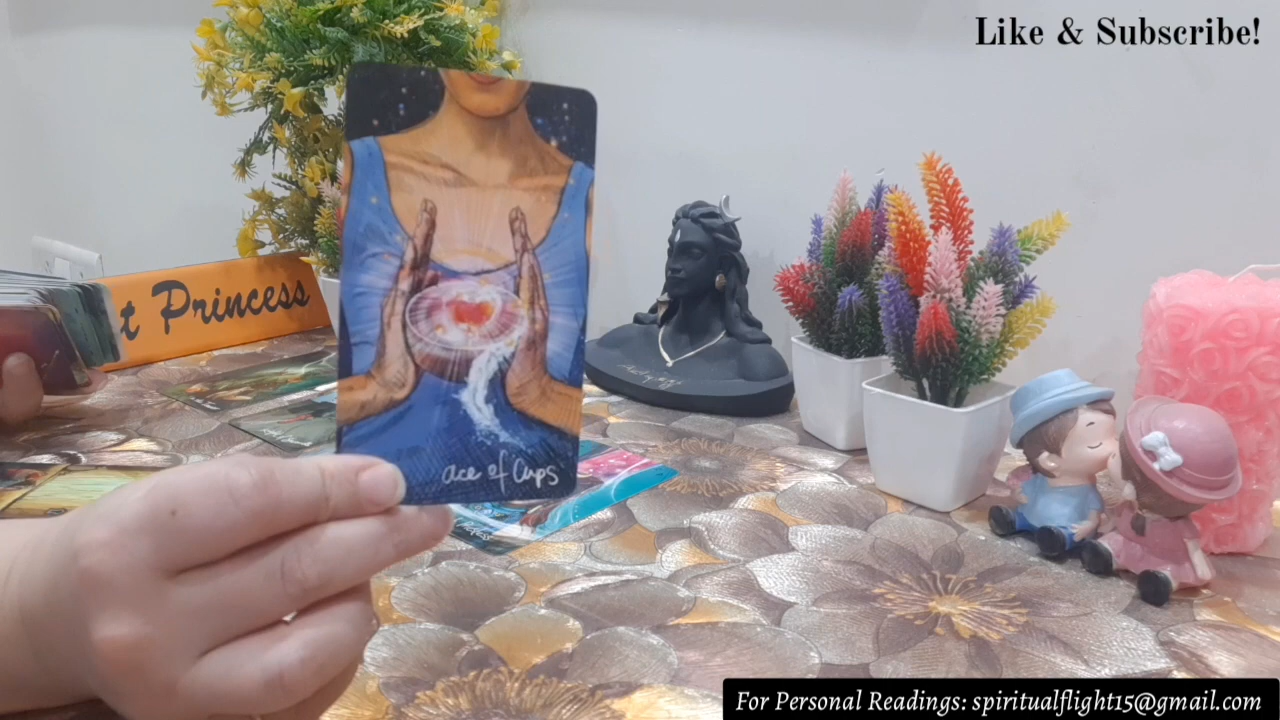 Like & Subscribe!
t Princess
ace of Cups
For Personal Readings: spiritualflight15@gmail.com